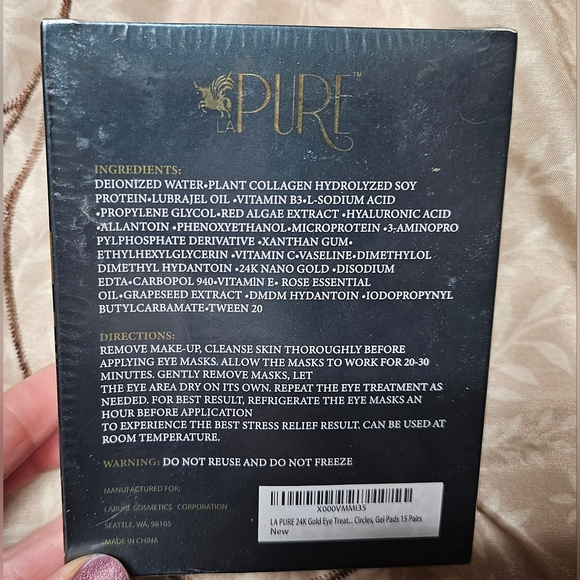 LA PURE™
INGREDIENTS:
DEIONIZED WATER•PLANT COLLAGEN HYDROLYZED SOY
PROTEIN•LUBRAJEL OIL •VITAMIN B3•L-SODIUM ACID
•PROPYLENE GLYCOL•RED ALGAE EXTRACT •HYALURONIC ACID
•ALLANTOIN •PHENOXYETHANOL•MICROPROTEIN •3-AMINOPRO
PYLPHOSPHATE DERIVATIVE •XANTHAN GUM•
ETHYLHEXYLGLYCERIN •VITAMIN C•VASELINE•DIMETHYLOL
DIMETHYL HYDANTOIN •24K NANO GOLD •DISODIUM
EDTA•CARBOPOL 940•VITAMIN E• ROSE ESSENTIAL
OIL•GRAPESEED EXTRACT •DMDM HYDANTOIN •IODOPROPYNYL
BUTYLCARBAMATE•TWEEN 20
DIRECTIONS:
REMOVE MAKE-UP, CLEANSE SKIN THOROUGHLY BEFORE
APPLYING EYE MASKS. ALLOW THE MASKS TO WORK FOR 20-30
MINUTES. GENTLY REMOVE MASKS, LET
THE EYE AREA DRY ON ITS OWN. REPEAT THE EYE TREATMENT AS
NEEDED. FOR BEST RESULT, REFRIGERATE THE EYE MASKS AN
HOUR BEFORE APPLICATION
TO EXPERIENCE THE BEST STRESS RELIEF RESULT. CAN BE USED AT
ROOM TEMPERATURE.
WARNING: DO NOT REUSE AND DO NOT FREEZE
MANUFACTURED FOR:
LAPURE COSMETICS CORPORATION
SEATTLE, WA, 98105
MADE IN CHINA
X000VMMI35
LA PURE 24K Gold Eye Treat... Circles, Gel Pads 15 Pairs
New